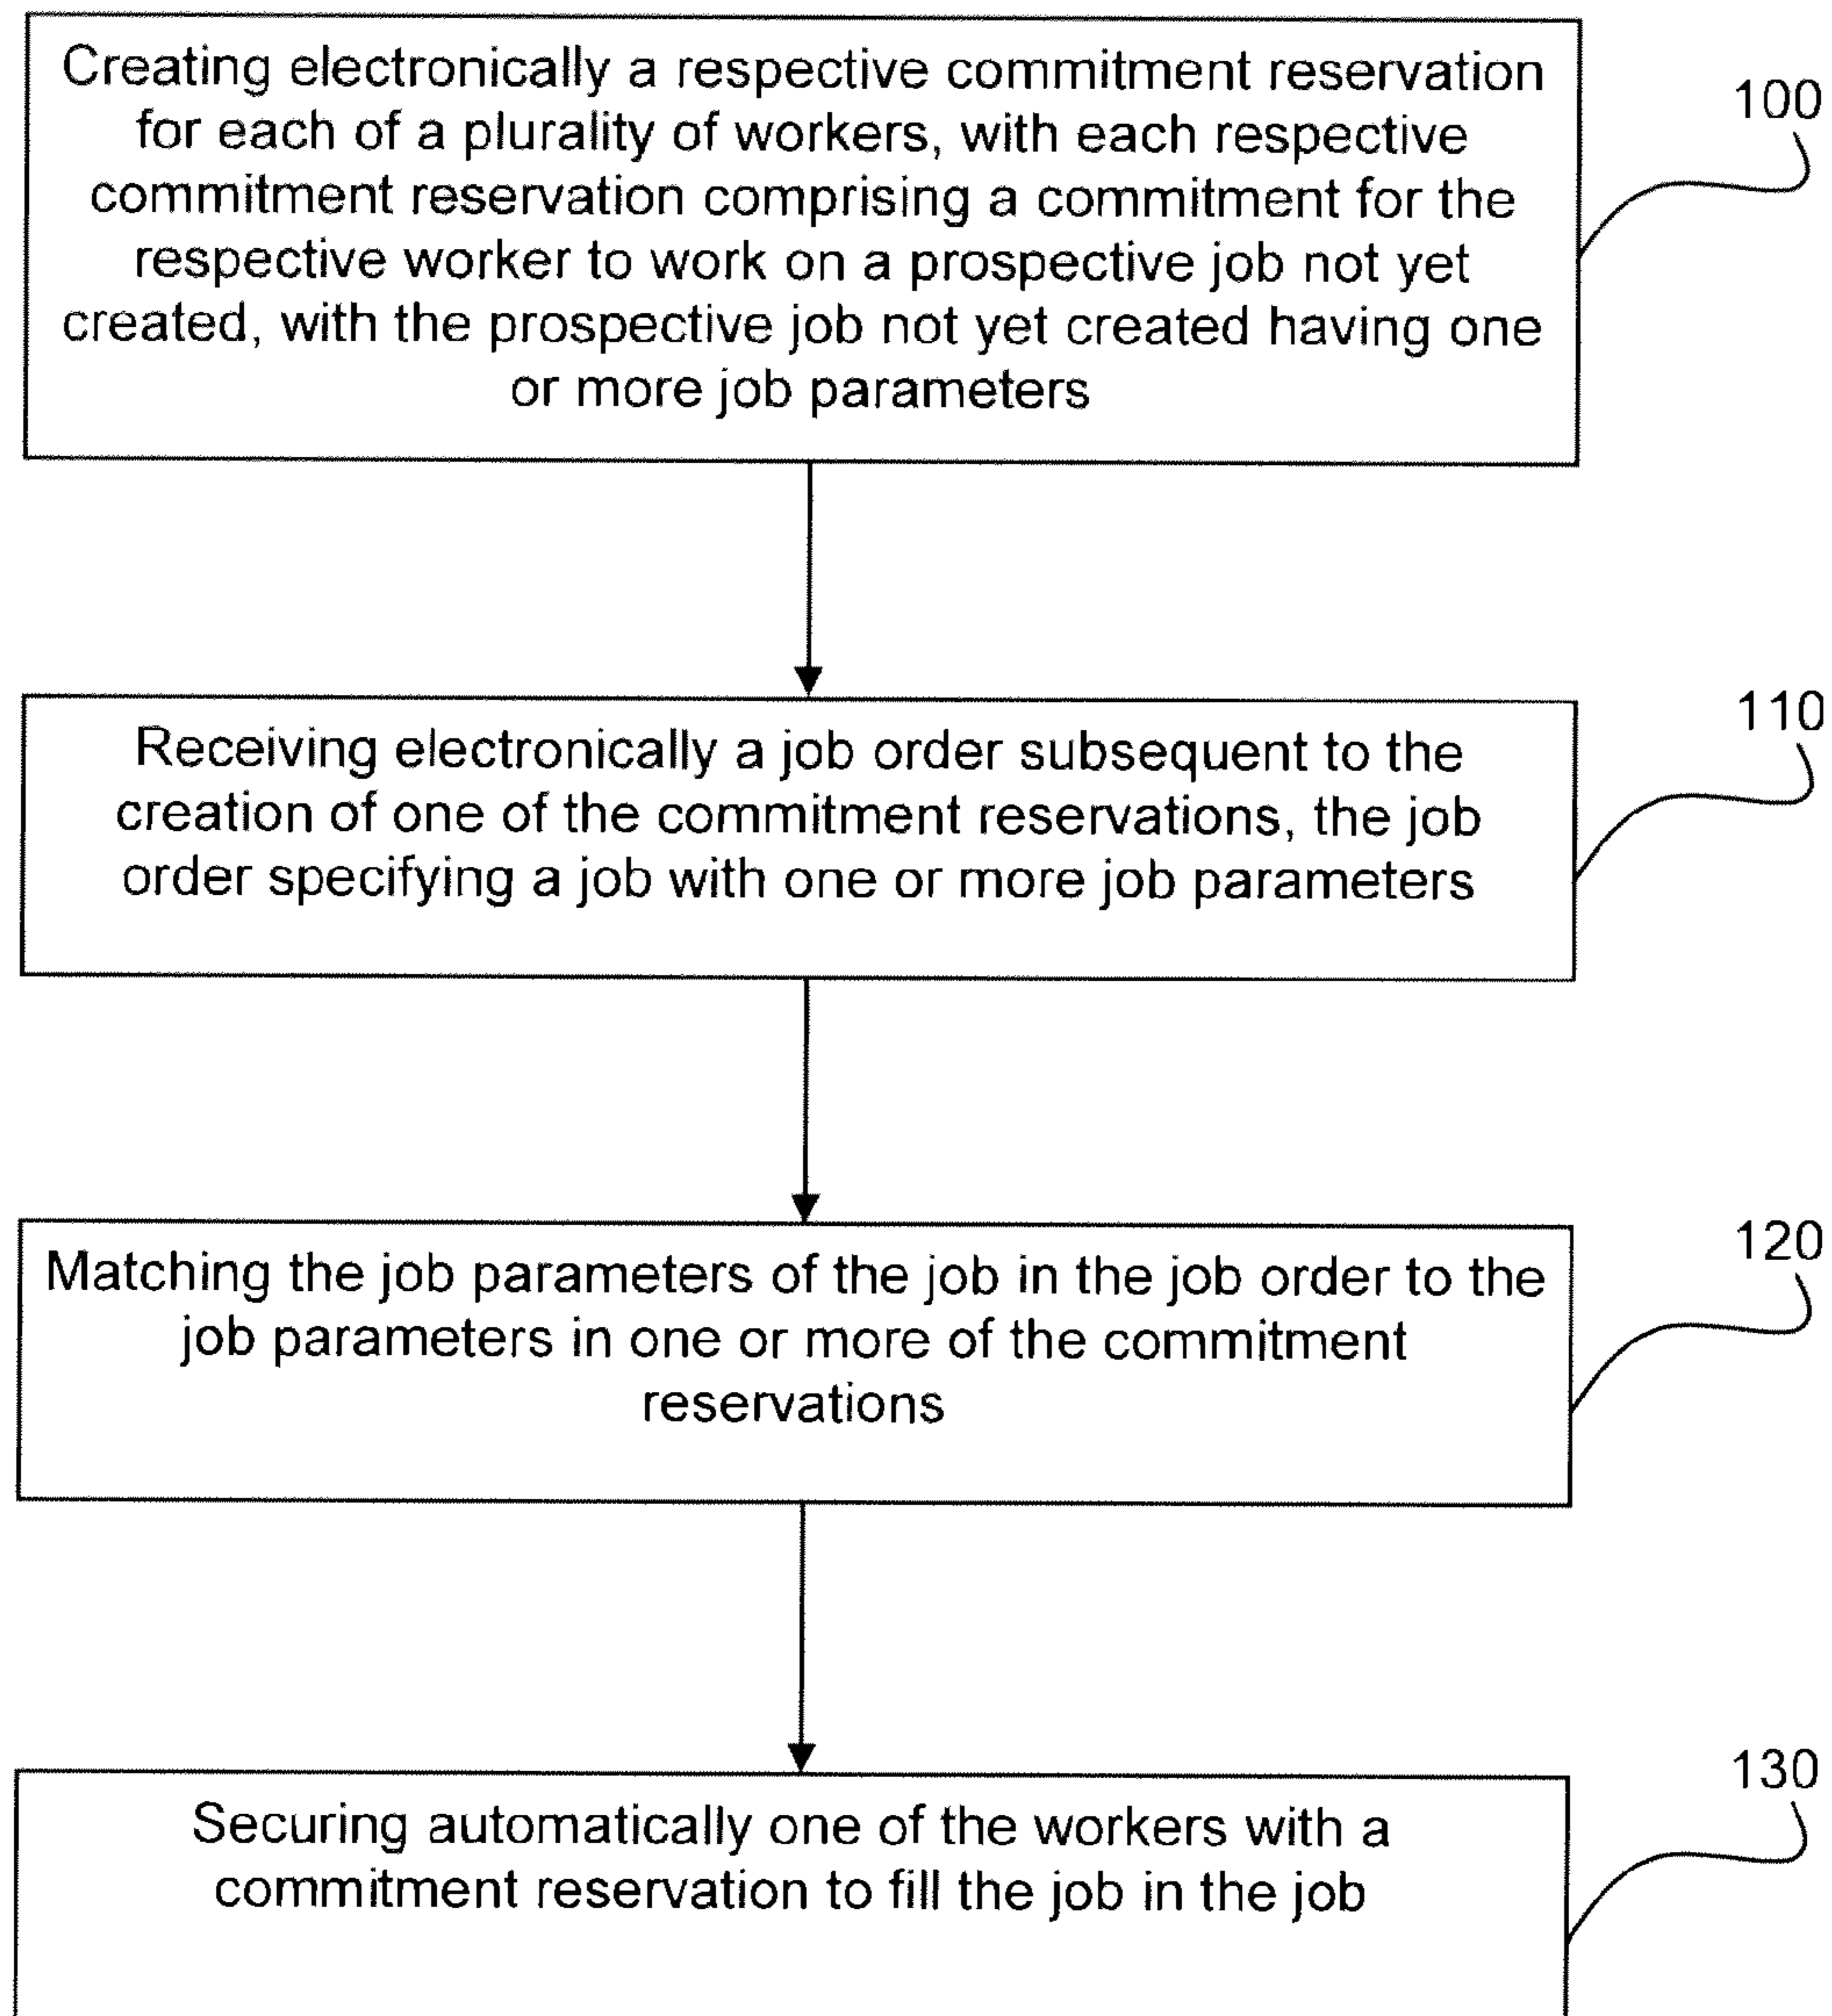 Creating electronically a respective commitment reservation
for each of a plurality of workers, with each respective
commitment reservation comprising a commitment for the
respective worker to work on a prospective job not yet
created, with the prospective job not yet created having one
or more job parameters
100
Receiving electronically a job order subsequent to the
creation of one of the commitment reservations, the job
order specifying a job with one or more job parameters
110
Matching the job parameters of the job in the job order to the
job parameters in one or more of the commitment
reservations
120
Securing automatically one of the workers with a
commitment reservation to fill the job in the job
130